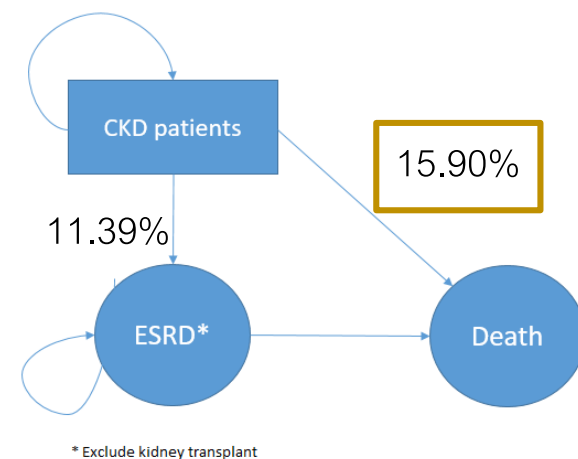 CKD patients
15.90%
11.39%
ESRD*
Death
* Exclude kidney transplant